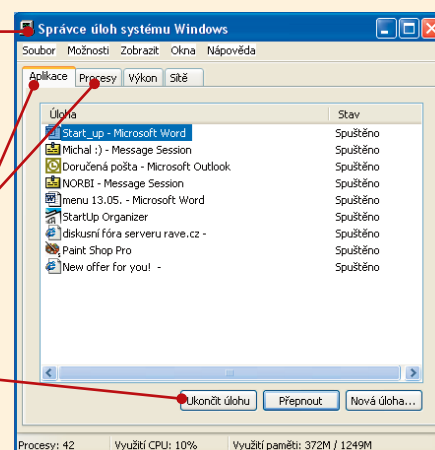 Správce úloh systému Windows
Soubor Možnosti Zobrazit Okna Nápověda
Aplikace Procesy Výkon Sítě
Úloha Stav
Start_up - Microsoft Word Spuštěno
Michal :) - Message Session Spuštěno
Doručená pošta - Microsoft Outlook Spuštěno
NORBI - Message Session Spuštěno
menu 13.05. - Microsoft Word Spuštěno
StartUp Organizer Spuštěno
diskusní fóra serveru rave.cz - Spuštěno
Paint Shop Pro Spuštěno
New offer for you! - Spuštěno
Ukončit úlohu Přepnout Nová úloha...
Procesy: 42 Využití CPU: 10% Využití paměti: 372M / 1249M